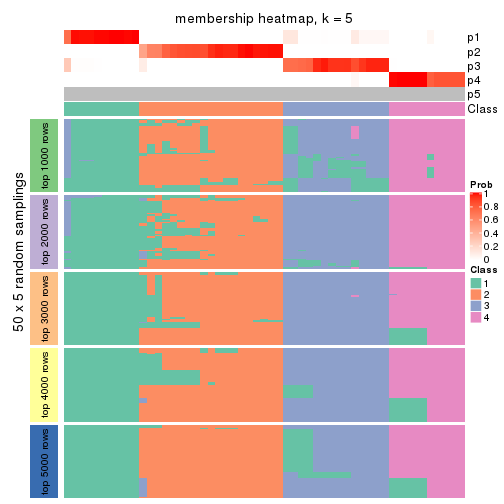 membership heatmap, k = 5
p1
p2
p3
p4
p5
Class
50 x 5 random samplings
top 1000 rows
top 2000 rows
top 3000 rows
top 4000 rows
top 5000 rows
Prob
1
0.8
0.6
0.4
0.2
0
Class
1
2
3
4